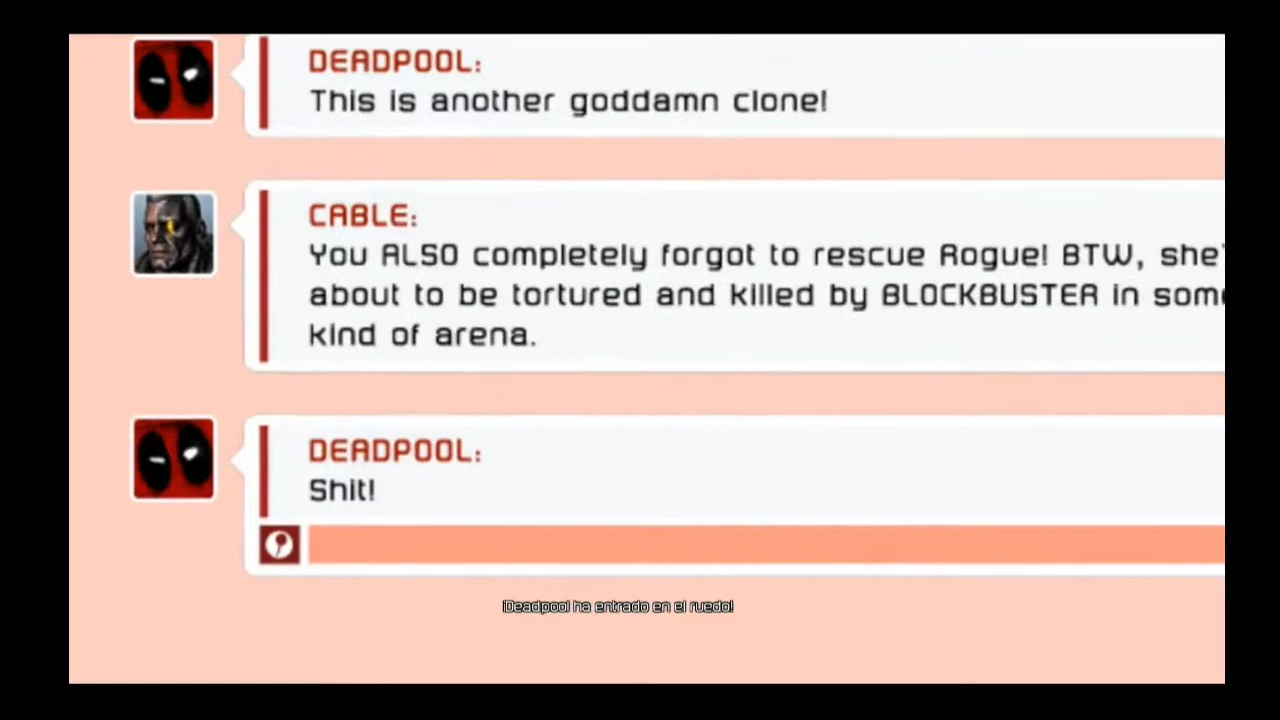 DEADPOOL:
This is another goddamn clone!
CABLE:
You ALSO completely forgot to rescue Rogue! BTW, she'
about to be tortured and killed by BLOCKBUSTER in som
kind of arena.
DEADPOOL:
Shit!
¡Deadpool ha entrado en el ruedo!